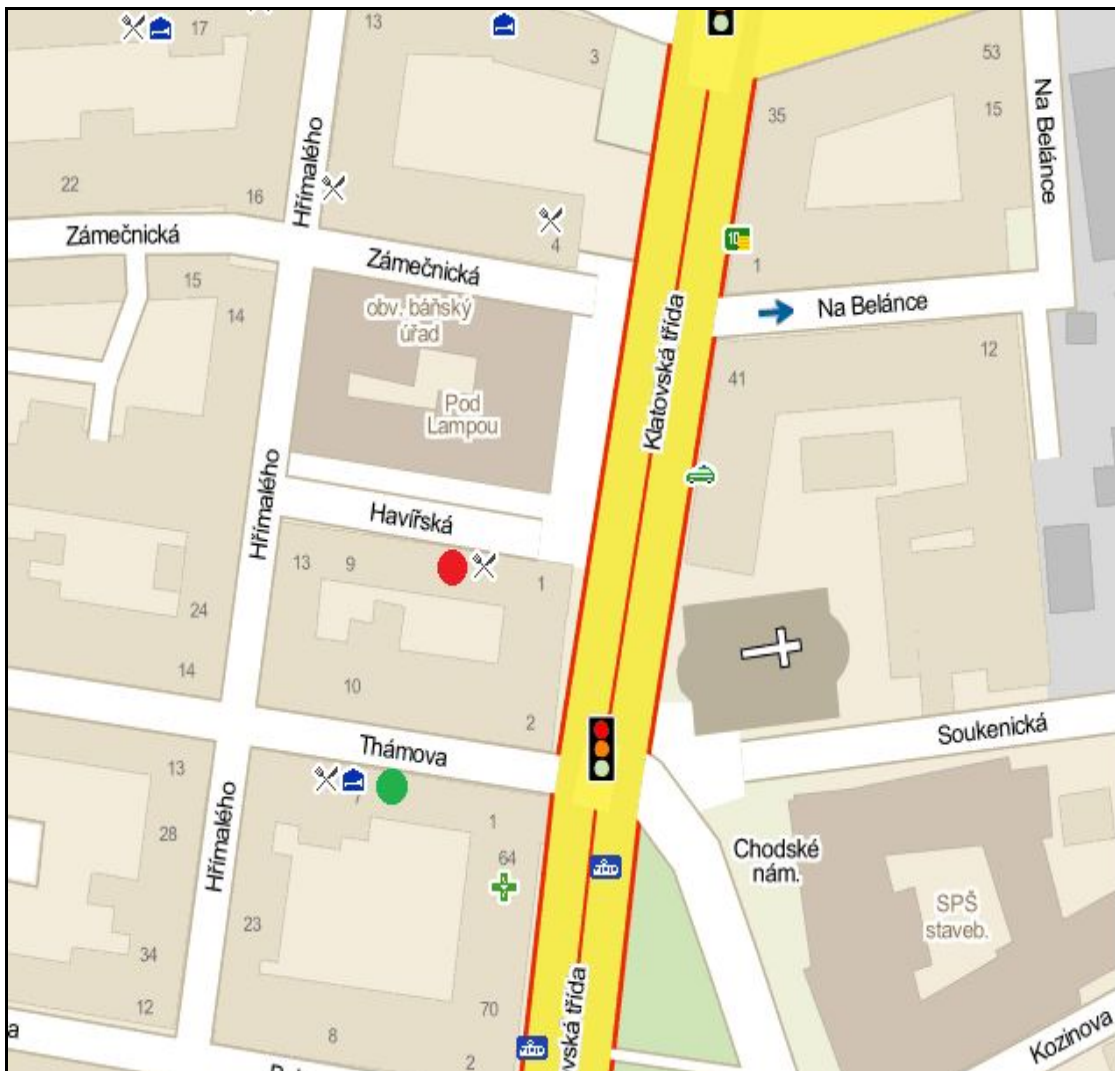 17
13
3
53
35
15
Na Belánce
Hřímalého
22
16
Zámečnická
4
10
1
Zámečnická
15
14
obv. báňský
úřad
Klatovská třída
Na Belánce
41
12
Pod
Lampou
Hřímalého
Havířská
13
9
1
24
14
10
2
Thámova
Soukenická
13
7
28
Hřímalého
1
64
Chodské
nám.
SPŠ
staveb.
23
34
12
70
8
2
vská třída
Kozinova
a